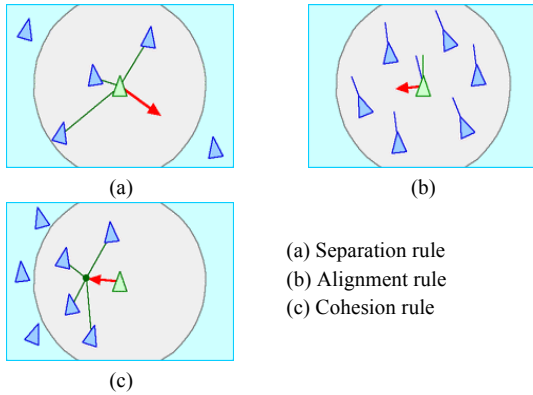 (a)
(b)
(c)
(a) Separation rule
(b) Alignment rule
(c) Cohesion rule